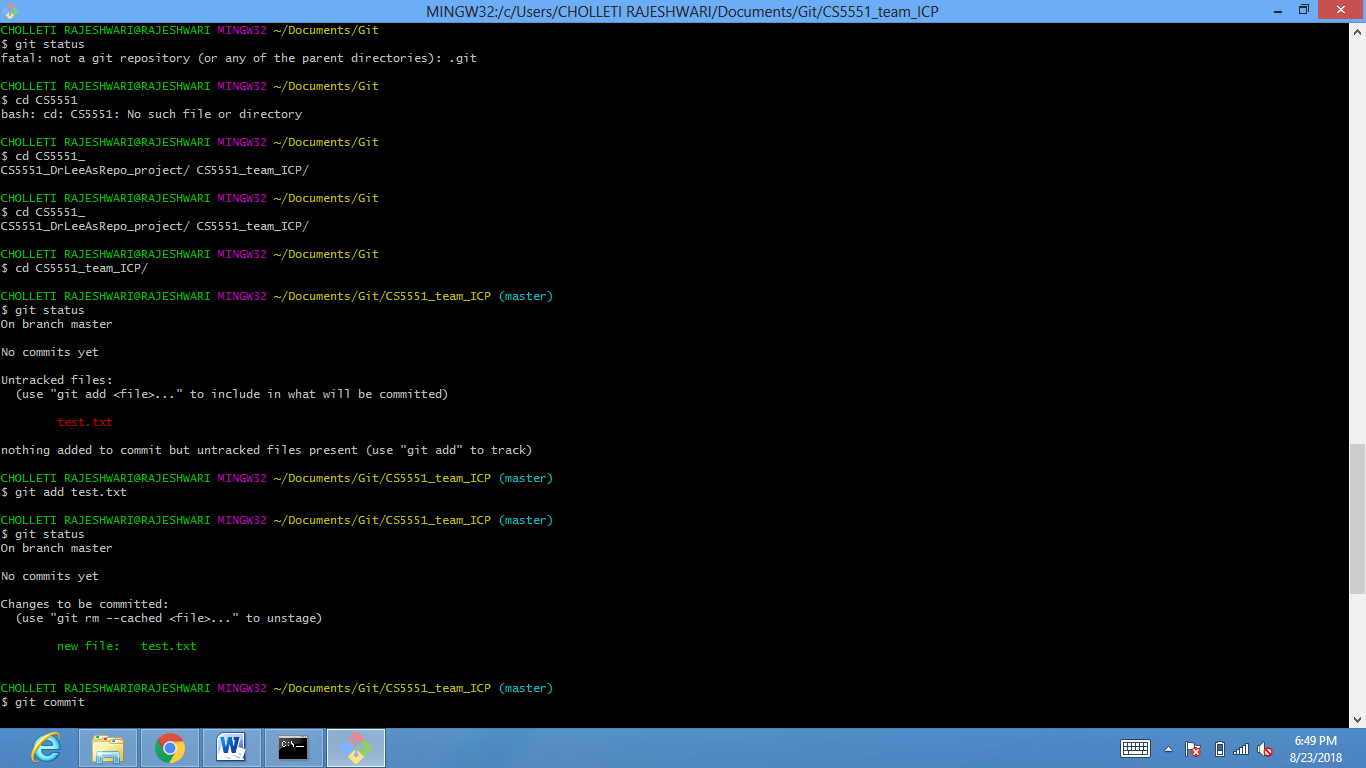 MINGW32:/c/Users/CHOLLETI RAJESHWARI/Documents/Git/CS5551_team_ICP
CHOLLETI RAJESHWARI@RAJESHWARI MINGW32 ~/Documents/Git
$ git status
fatal: not a git repository (or any of the parent directories): .git
CHOLLETI RAJESHWARI@RAJESHWARI MINGW32 ~/Documents/Git
$ cd CS5551
bash: cd: CS5551: No such file or directory
CHOLLETI RAJESHWARI@RAJESHWARI MINGW32 ~/Documents/Git
$ cd CS5551_
CS5551_DrLeeAsRepo_project/ CS5551_team_ICP/
CHOLLETI RAJESHWARI@RAJESHWARI MINGW32 ~/Documents/Git
$ cd CS5551_
CS5551_DrLeeAsRepo_project/ CS5551_team_ICP/
CHOLLETI RAJESHWARI@RAJESHWARI MINGW32 ~/Documents/Git
$ cd CS5551_team_ICP/
CHOLLETI RAJESHWARI@RAJESHWARI MINGW32 ~/Documents/Git/CS5551_team_ICP (master)
$ git status
On branch master
No commits yet
Untracked files:
(use "git add <file>..." to include in what will be committed)
test.txt
nothing added to commit but untracked files present (use "git add" to track)
CHOLLETI RAJESHWARI@RAJESHWARI MINGW32 ~/Documents/Git/CS5551_team_ICP (master)
$ git add test.txt
CHOLLETI RAJESHWARI@RAJESHWARI MINGW32 ~/Documents/Git/CS5551_team_ICP (master)
$ git status
On branch master
No commits yet
Changes to be committed:
(use "git rm --cached <file>..." to unstage)
new file:   test.txt
CHOLLETI RAJESHWARI@RAJESHWARI MINGW32 ~/Documents/Git/CS5551_team_ICP (master)
$ git commit
6:49 PM
8/23/2018